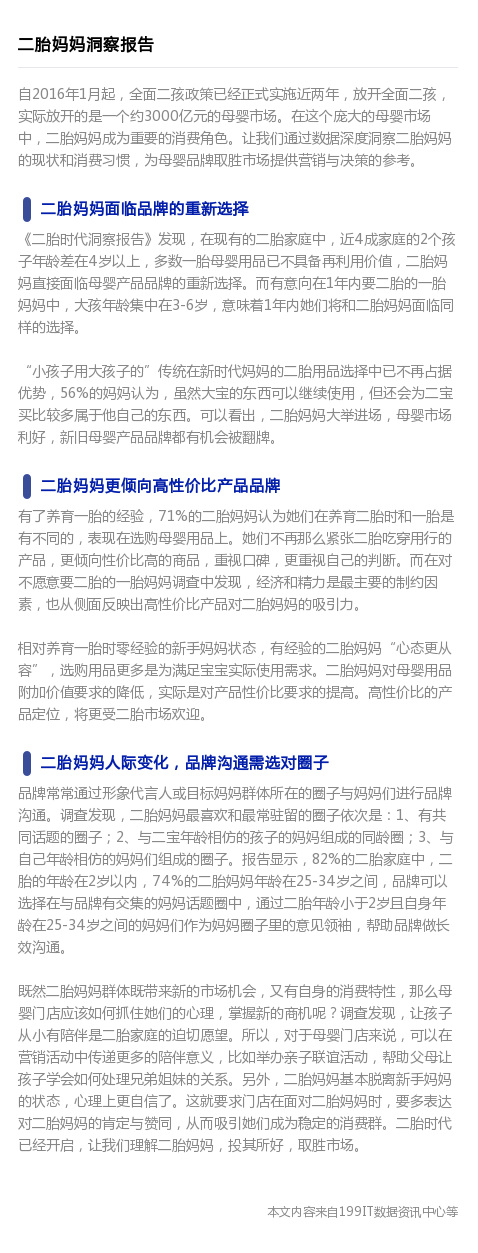 二胎妈妈洞察报告
自2016年1月起，全面二孩政策已经正式实施近两年，放开全面二孩，
实际放开的是一个约3000亿元的母婴市场。在这个庞大的母婴市场
中，二胎妈妈成为重要的消费角色。让我们通过数据深度洞察二胎妈妈
的现状和消费习惯，为母婴品牌取胜市场提供营销与决策的参考。
二胎妈妈面临品牌的重新选择
《二胎时代洞察报告》发现，在现有的二胎家庭中，近4成家庭的2个孩
子年龄差在4岁以上，多数一胎母婴用品已不具备再利用价值，二胎妈
妈直接面临母婴产品品牌的重新选择。而有意向在1年内要二胎的一胎
妈妈中，大孩年龄集中在3-6岁，意味着1年内她们将和二胎妈妈面临同
样的选择。
“小孩子用大孩子的”传统在新时代妈妈的二胎用品选择中已不再占据
优势，56%的妈妈认为，虽然大宝的东西可以继续使用，但还会为二宝
买比较多属于他自己的东西。可以看出，二胎妈妈大举进场，母婴市场
利好，新旧母婴产品品牌都有机会被翻牌。
二胎妈妈更倾向高性价比产品品牌
有了养育一胎的经验，71%的二胎妈妈认为她们在养育二胎时和一胎是
有不同的，表现在选购母婴用品上。她们不再那么紧张二胎吃穿用行的
产品，更倾向性价比高的商品，重视口碑，更重视自己的判断。而在对
不愿意要二胎的一胎妈妈调查中发现，经济和精力是最主要的制约因
素，也从侧面反映出高性价比产品对二胎妈妈的吸引力。
相对养育一胎时零经验的新手妈妈状态，有经验的二胎妈妈“心态更从
容”，选购用品更多是为满足宝宝实际使用需求。二胎妈妈对母婴用品
附加价值要求的降低，实际是对产品性价比要求的提高。高性价比的产
品定位，将更受二胎市场欢迎。
二胎妈妈人际变化，品牌沟通需选对圈子
品牌常常通过形象代言人或目标妈妈群体所在的圈子与妈妈们进行品牌
沟通。调查发现，二胎妈妈最喜欢和最常驻留的圈子依次是：1、有共
同话题的圈子；2、与二宝年龄相仿的孩子的妈妈组成的同龄圈；3、与
自己年龄相仿的妈妈们组成的圈子。报告显示，82%的二胎家庭中，二
胎的年龄在2岁以内，74%的二胎妈妈年龄在25-34岁之间，品牌可以
选择在与品牌有交集的妈妈话题圈中，通过二胎年龄小于2岁且自身年
龄在25-34岁之间的妈妈们作为妈妈圈子里的意见领袖，帮助品牌做长
效沟通。
既然二胎妈妈群体既带来新的市场机会，又有自身的消费特性，那么母
婴门店应该如何抓住她们的心理，掌握新的商机呢？调查发现，让孩子
从小有陪伴是二胎家庭的迫切愿望。所以，对于母婴门店来说，可以在
营销活动中传递更多的陪伴意义，比如举办亲子联谊活动，帮助父母让
孩子学会如何处理兄弟姐妹的关系。另外，二胎妈妈基本脱离新手妈妈
的状态，心理上更自信了。这就要求门店在面对二胎妈妈时，要多表达
对二胎妈妈的肯定与赞同，从而吸引她们成为稳定的消费群。二胎时代
已经开启，让我们理解二胎妈妈，投其所好，取胜市场。
本文内容来自199IT数据资讯中心等